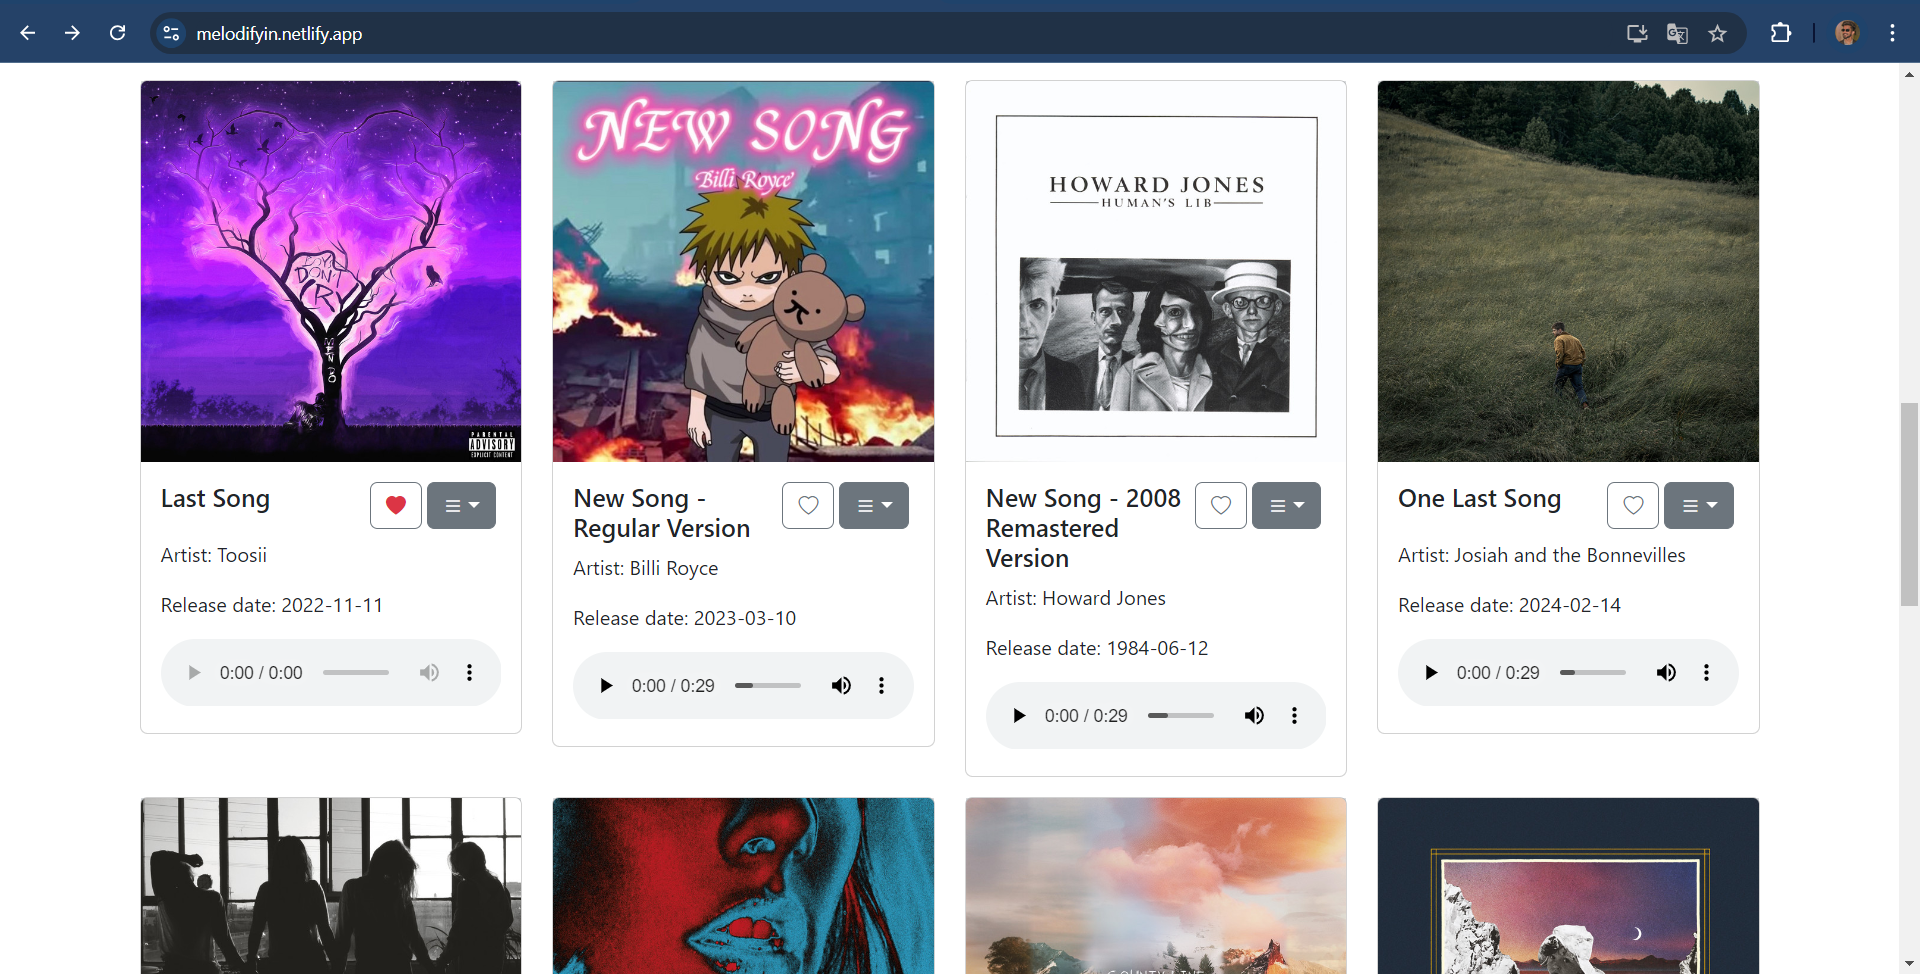 melodifyin.netlify.app
BOYS
DON'T
CRY
PARENTAL
ADVISORY
EXPLICIT CONTENT
NEW SONG
Billi Royce
HOWARD JONES
HUMAN'S LIB
Last Song
Artist: Toosii
Release date: 2022-11-11
0:00 / 0:00
New Song -
Regular Version
Artist: Billi Royce
Release date: 2023-03-10
0:00 / 0:29
New Song - 2008
Remastered
Version
Artist: Howard Jones
Release date: 1984-06-12
0:00 / 0:29
One Last Song
Artist: Josiah and the Bonnevilles
Release date: 2024-02-14
0:00 / 0:29